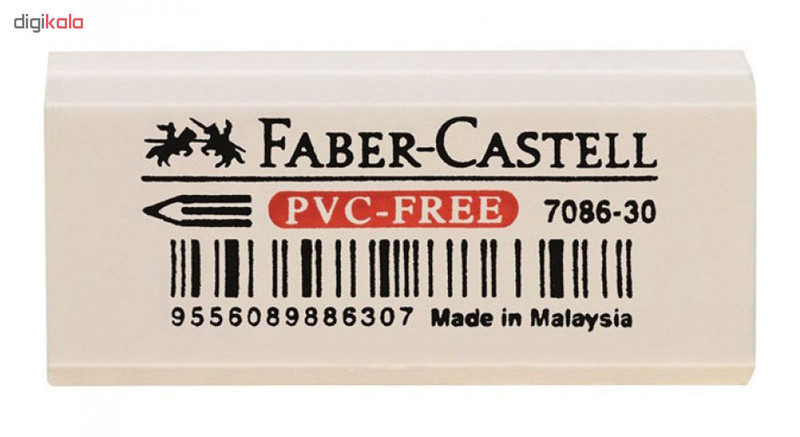 digikala
FABER-CASTELL
PVC-FREE 7086-30
9556089886307 Made in Malaysia